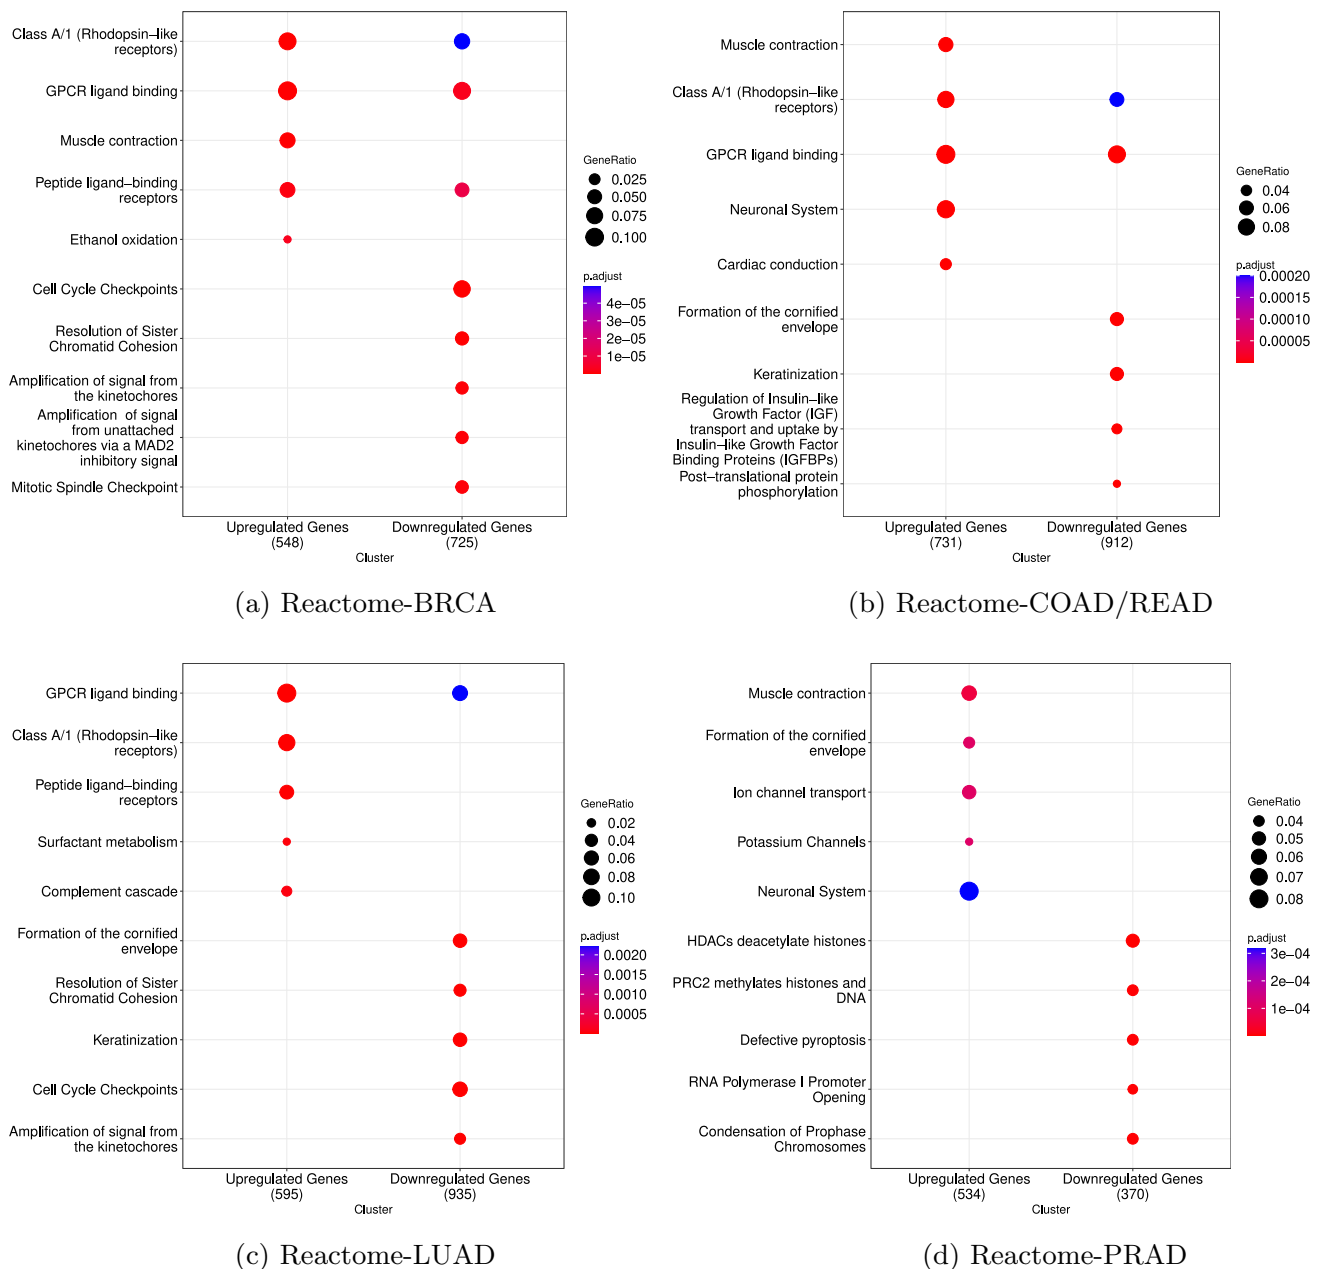 Class A/1 (Rhodopsin−like
receptors)
GPCR ligand binding
Muscle contraction
Peptide ligand−binding
receptors
Ethanol oxidation
Cell Cycle Checkpoints
Resolution of Sister
Chromatid Cohesion
Amplification of signal from
the kinetochores
Amplification  of signal
from unattached
kinetochores via a MAD2
inhibitory signal
Mitotic Spindle Checkpoint
Upregulated Genes
(548)
Downregulated Genes
(725)
Cluster
GeneRatio
0.025
0.050
0.075
0.100
p.adjust
4e−05
3e−05
2e−05
1e−05
(a) Reactome-BRCA
Muscle contraction
Class A/1 (Rhodopsin−like
receptors)
GPCR ligand binding
Neuronal System
Cardiac conduction
Formation of the cornified
envelope
Keratinization
Regulation of Insulin−like
Growth Factor (IGF)
transport and uptake by
Insulin−like Growth Factor
Binding Proteins (IGFBPs)
Post−translational protein
phosphorylation
Upregulated Genes
(731)
Downregulated Genes
(912)
Cluster
GeneRatio
0.04
0.06
0.08
p.adjust
0.00020
0.00015
0.00010
0.00005
(b) Reactome-COAD/READ
GPCR ligand binding
Class A/1 (Rhodopsin−like
receptors)
Peptide ligand−binding
receptors
Surfactant metabolism
Complement cascade
Formation of the cornified
envelope
Resolution of Sister
Chromatid Cohesion
Keratinization
Cell Cycle Checkpoints
Amplification of signal from
the kinetochores
Upregulated Genes
(595)
Downregulated Genes
(935)
Cluster
GeneRatio
0.02
0.04
0.06
0.08
0.10
p.adjust
0.0020
0.0015
0.0010
0.0005
(c) Reactome-LUAD
Muscle contraction
Formation of the cornified
envelope
Ion channel transport
Potassium Channels
Neuronal System
HDACs deacetylate histones
PRC2 methylates histones and
DNA
Defective pyroptosis
RNA Polymerase I Promoter
Opening
Condensation of Prophase
Chromosomes
Upregulated Genes
(534)
Downregulated Genes
(370)
Cluster
GeneRatio
0.04
0.05
0.06
0.07
0.08
p.adjust
3e−04
2e−04
1e−04
(d) Reactome-PRAD